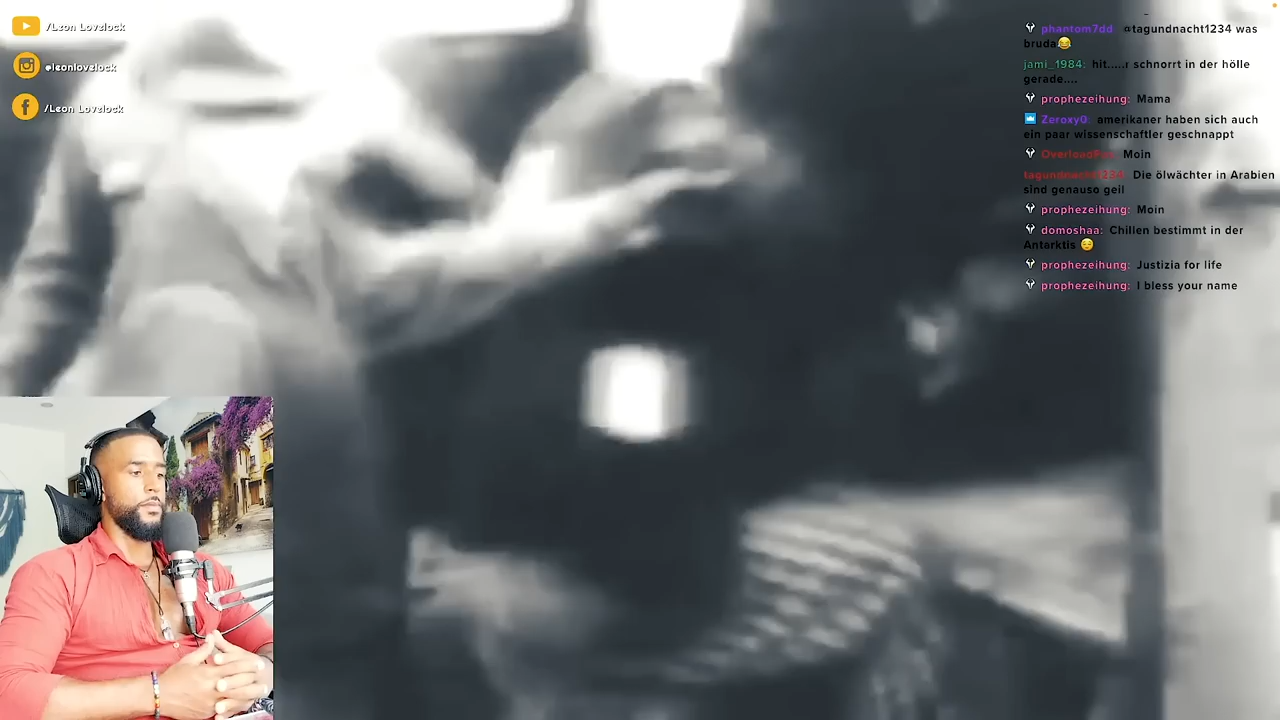 /Leon Lovelock
@leonlovelock
/Leon Lovelock
phantom7dd: @tagundnacht1234 was
bruda😂
jami_1984: hit.....r schnorrt in der hölle
gerade....
prophezeihung: Mama
Zeroxy0: amerikaner haben sich auch
ein paar wissenschaftler geschnappt
Moin
tagundnacht1234: Die ölwächter in Arabien
sind genauso geil
prophezeihung: Moin
domoshaa: Chillen bestimmt in der
Antarktis 😌
prophezeihung: Justizia for life
prophezeihung: I bless your name